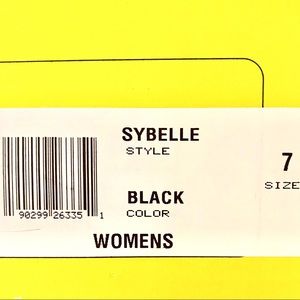 SYBELLE
STYLE
7
SIZE
BLACK
COLOR
90299 26335 1
WOMENS